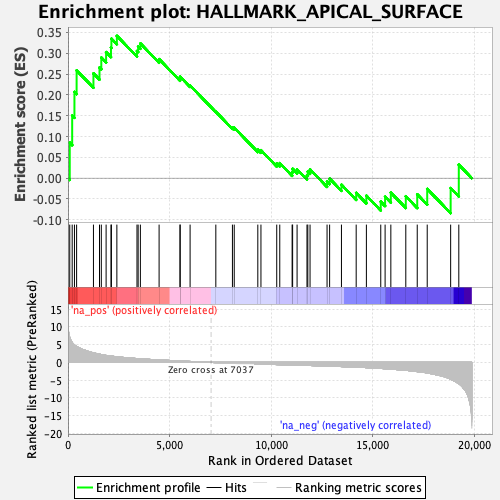 Enrichment plot: HALLMARK_APICAL_SURFACE
Enrichment score (ES)
0.35
0.30
0.25
0.20
0.15
0.10
0.05
0.00
-0.05
-0.10
'na_pos' (positively correlated)
Ranked list metric (PreRanked)
15
10
5
0
-5
-10
-15
-20
Zero cross at 7037
'na_neg' (negatively correlated)
0
5,000
10,000
15,000
20,000
Rank in Ordered Dataset
Enrichment profile
Hits
Ranking metric scores